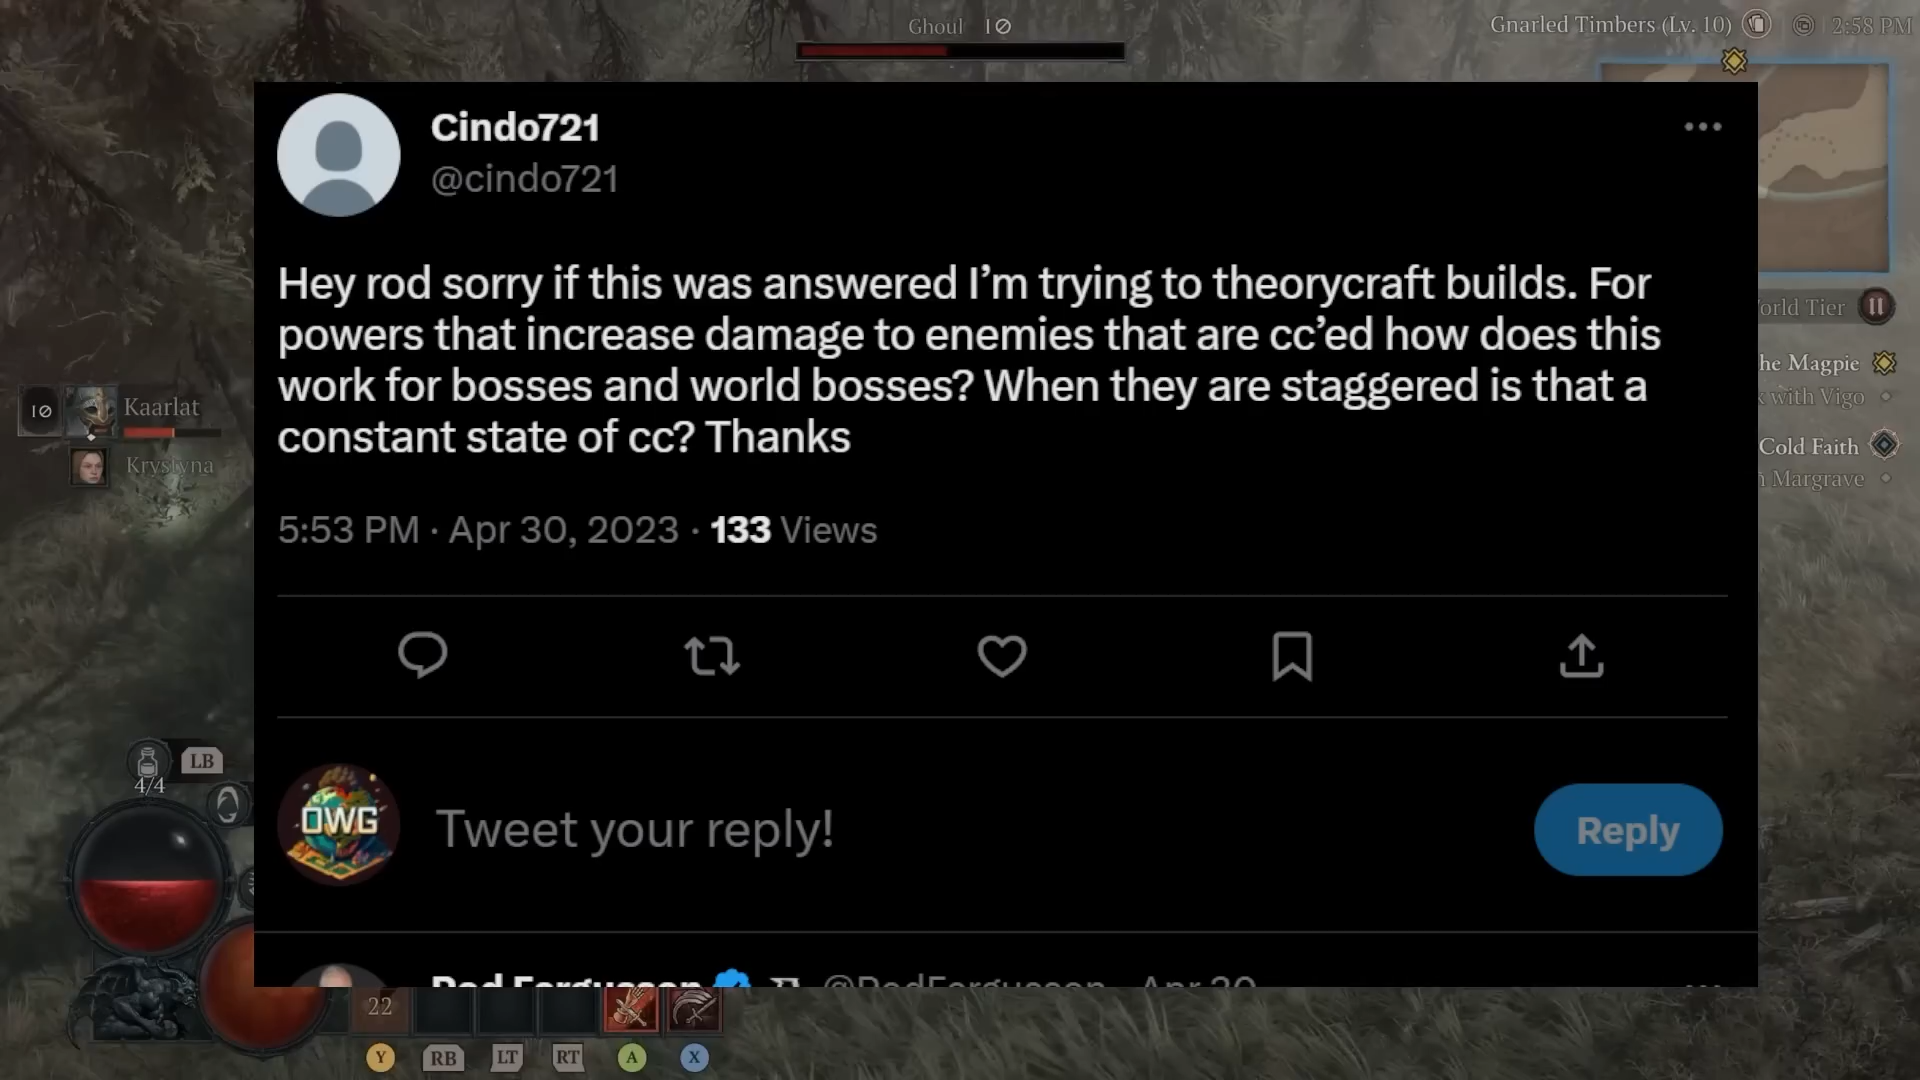 Ghoul 10
Gnarled Timbers (Lv. 10)
2:58 PM
Cindo721
@cindo721
Hey rod sorry if this was answered I’m trying to theorycraft builds. For
powers that increase damage to enemies that are cc’ed how does this
work for bosses and world bosses? When they are staggered is that a
constant state of cc? Thanks
5:53 PM · Apr 30, 2023 · 133 Views
World Tier
he Magpie
with Vigo
Cold Faith
Margrave
10
Kaarlat
Krystyna
LB
4/4
OWG
Tweet your reply!
Reply
Rod Fergusson @RodFergusson · Apr 30
22
Y RB LT RT A X